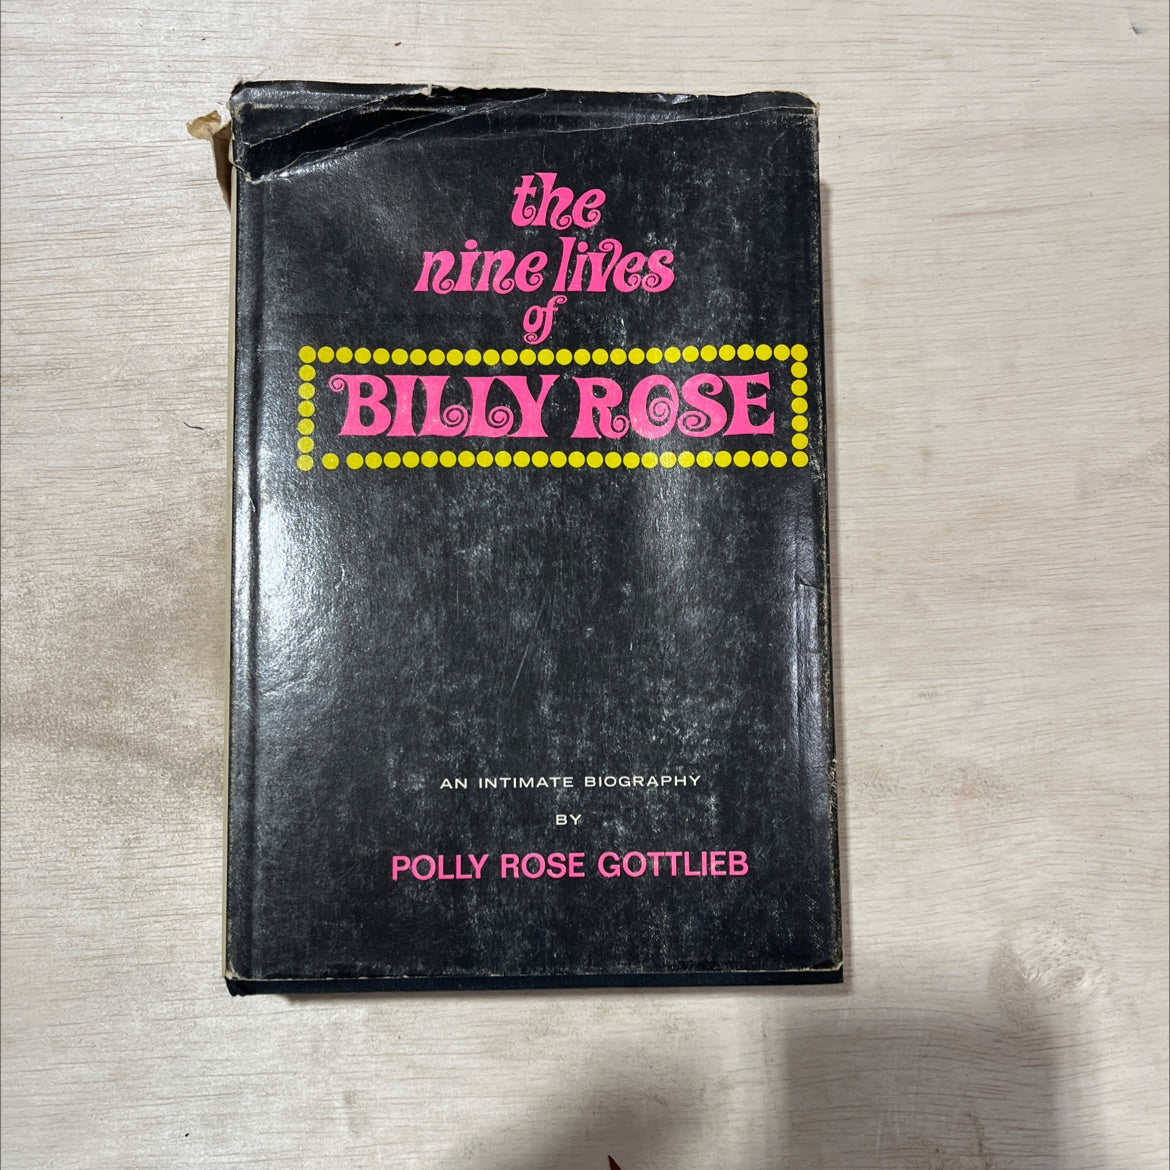 the
nine lives
of
BILLY ROSE
AN INTIMATE BIOGRAPHY
BY
POLLY ROSE GOTTLIEB